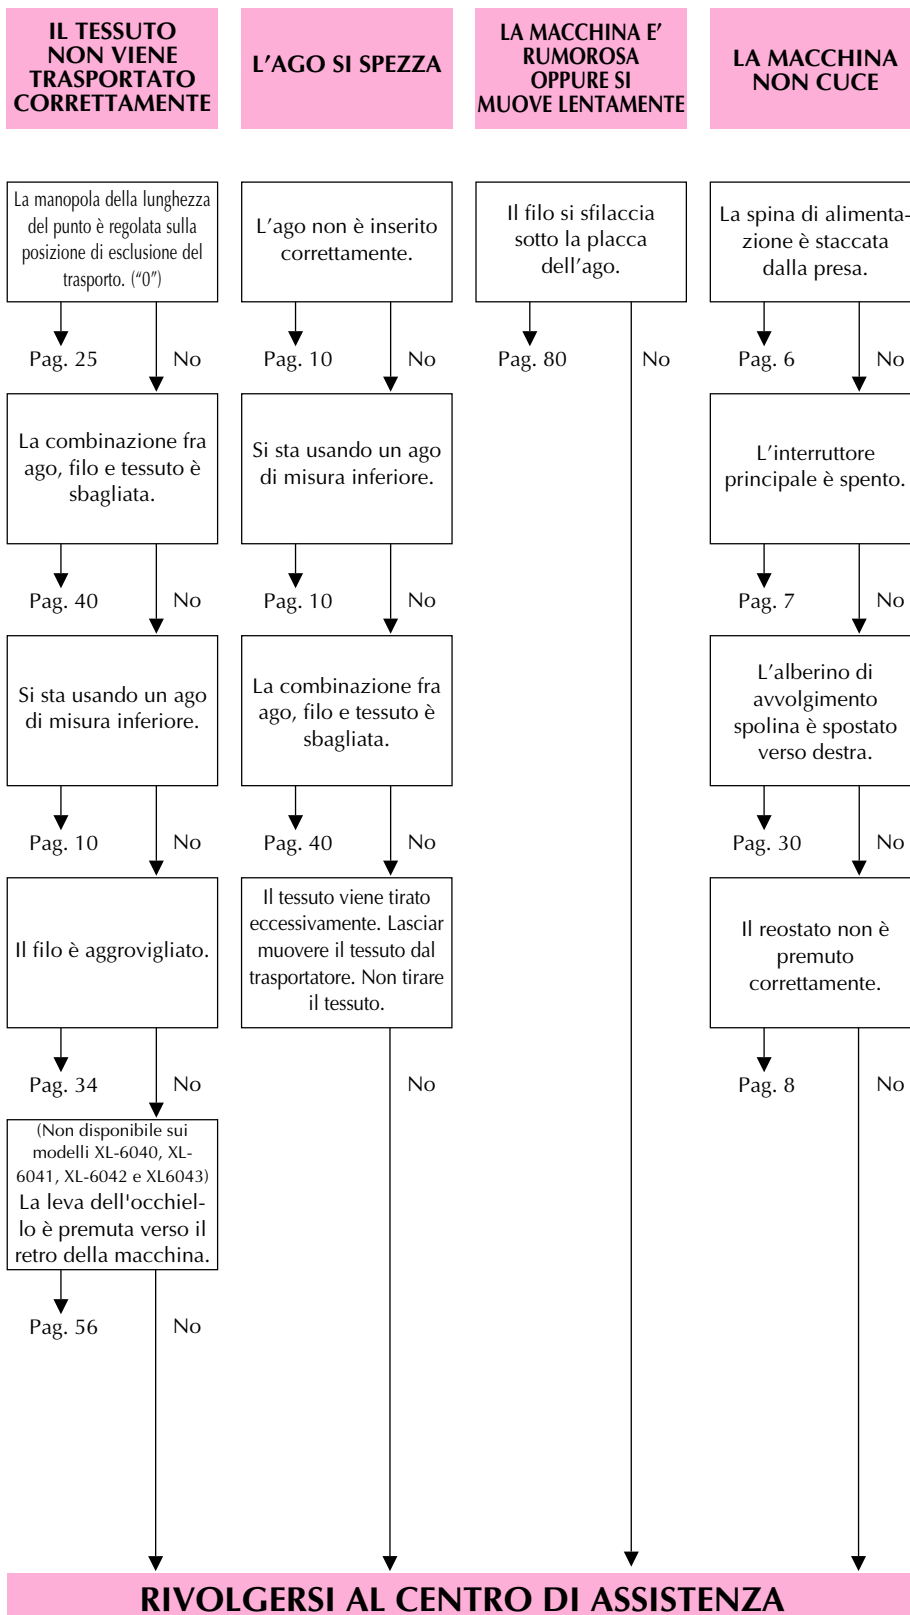 IL TESSUTO
NON VIENE
TRASPORTATO
CORRETTAMENTE
La manopola della lunghezza
del punto è regolata sulla
posizione di esclusione del
trasporto. (“0”)
Pag. 25
No
La combinazione fra
ago, filo e tessuto è
sbagliata.
Pag. 40
No
Si sta usando un ago
di misura inferiore.
Pag. 10
No
Il filo è aggrovigliato.
Pag. 34
No
(Non disponibile sui
modelli XL-6040, XL-
6041, XL-6042 e XL6043)
La leva dell'occhiel-
lo è premuta verso il
retro della macchina.
Pag. 56
No
L’AGO SI SPEZZA
L’ago non è inserito
correttamente.
Pag. 10
No
Si sta usando un ago
di misura inferiore.
Pag. 10
No
La combinazione fra
ago, filo e tessuto è
sbagliata.
Pag. 40
No
Il tessuto viene tirato
eccessivamente. Lasciar
muovere il tessuto dal
trasportatore. Non tirare
il tessuto.
No
LA MACCHINA E’
RUMOROSA
OPPURE SI
MUOVE LENTAMENTE
Il filo si sfilaccia
sotto la placca
dell’ago.
Pag. 80
No
LA MACCHINA
NON CUCE
La spina di alimenta-
zione è staccata
dalla presa.
Pag. 6
No
L’interruttore
principale è spento.
Pag. 7
No
L’alberino di
avvolgimento
spolina è spostato
verso destra.
Pag. 30
No
Il reostato non è
premuto
correttamente.
Pag. 8
No
RIVOLGERSI AL CENTRO DI ASSISTENZA